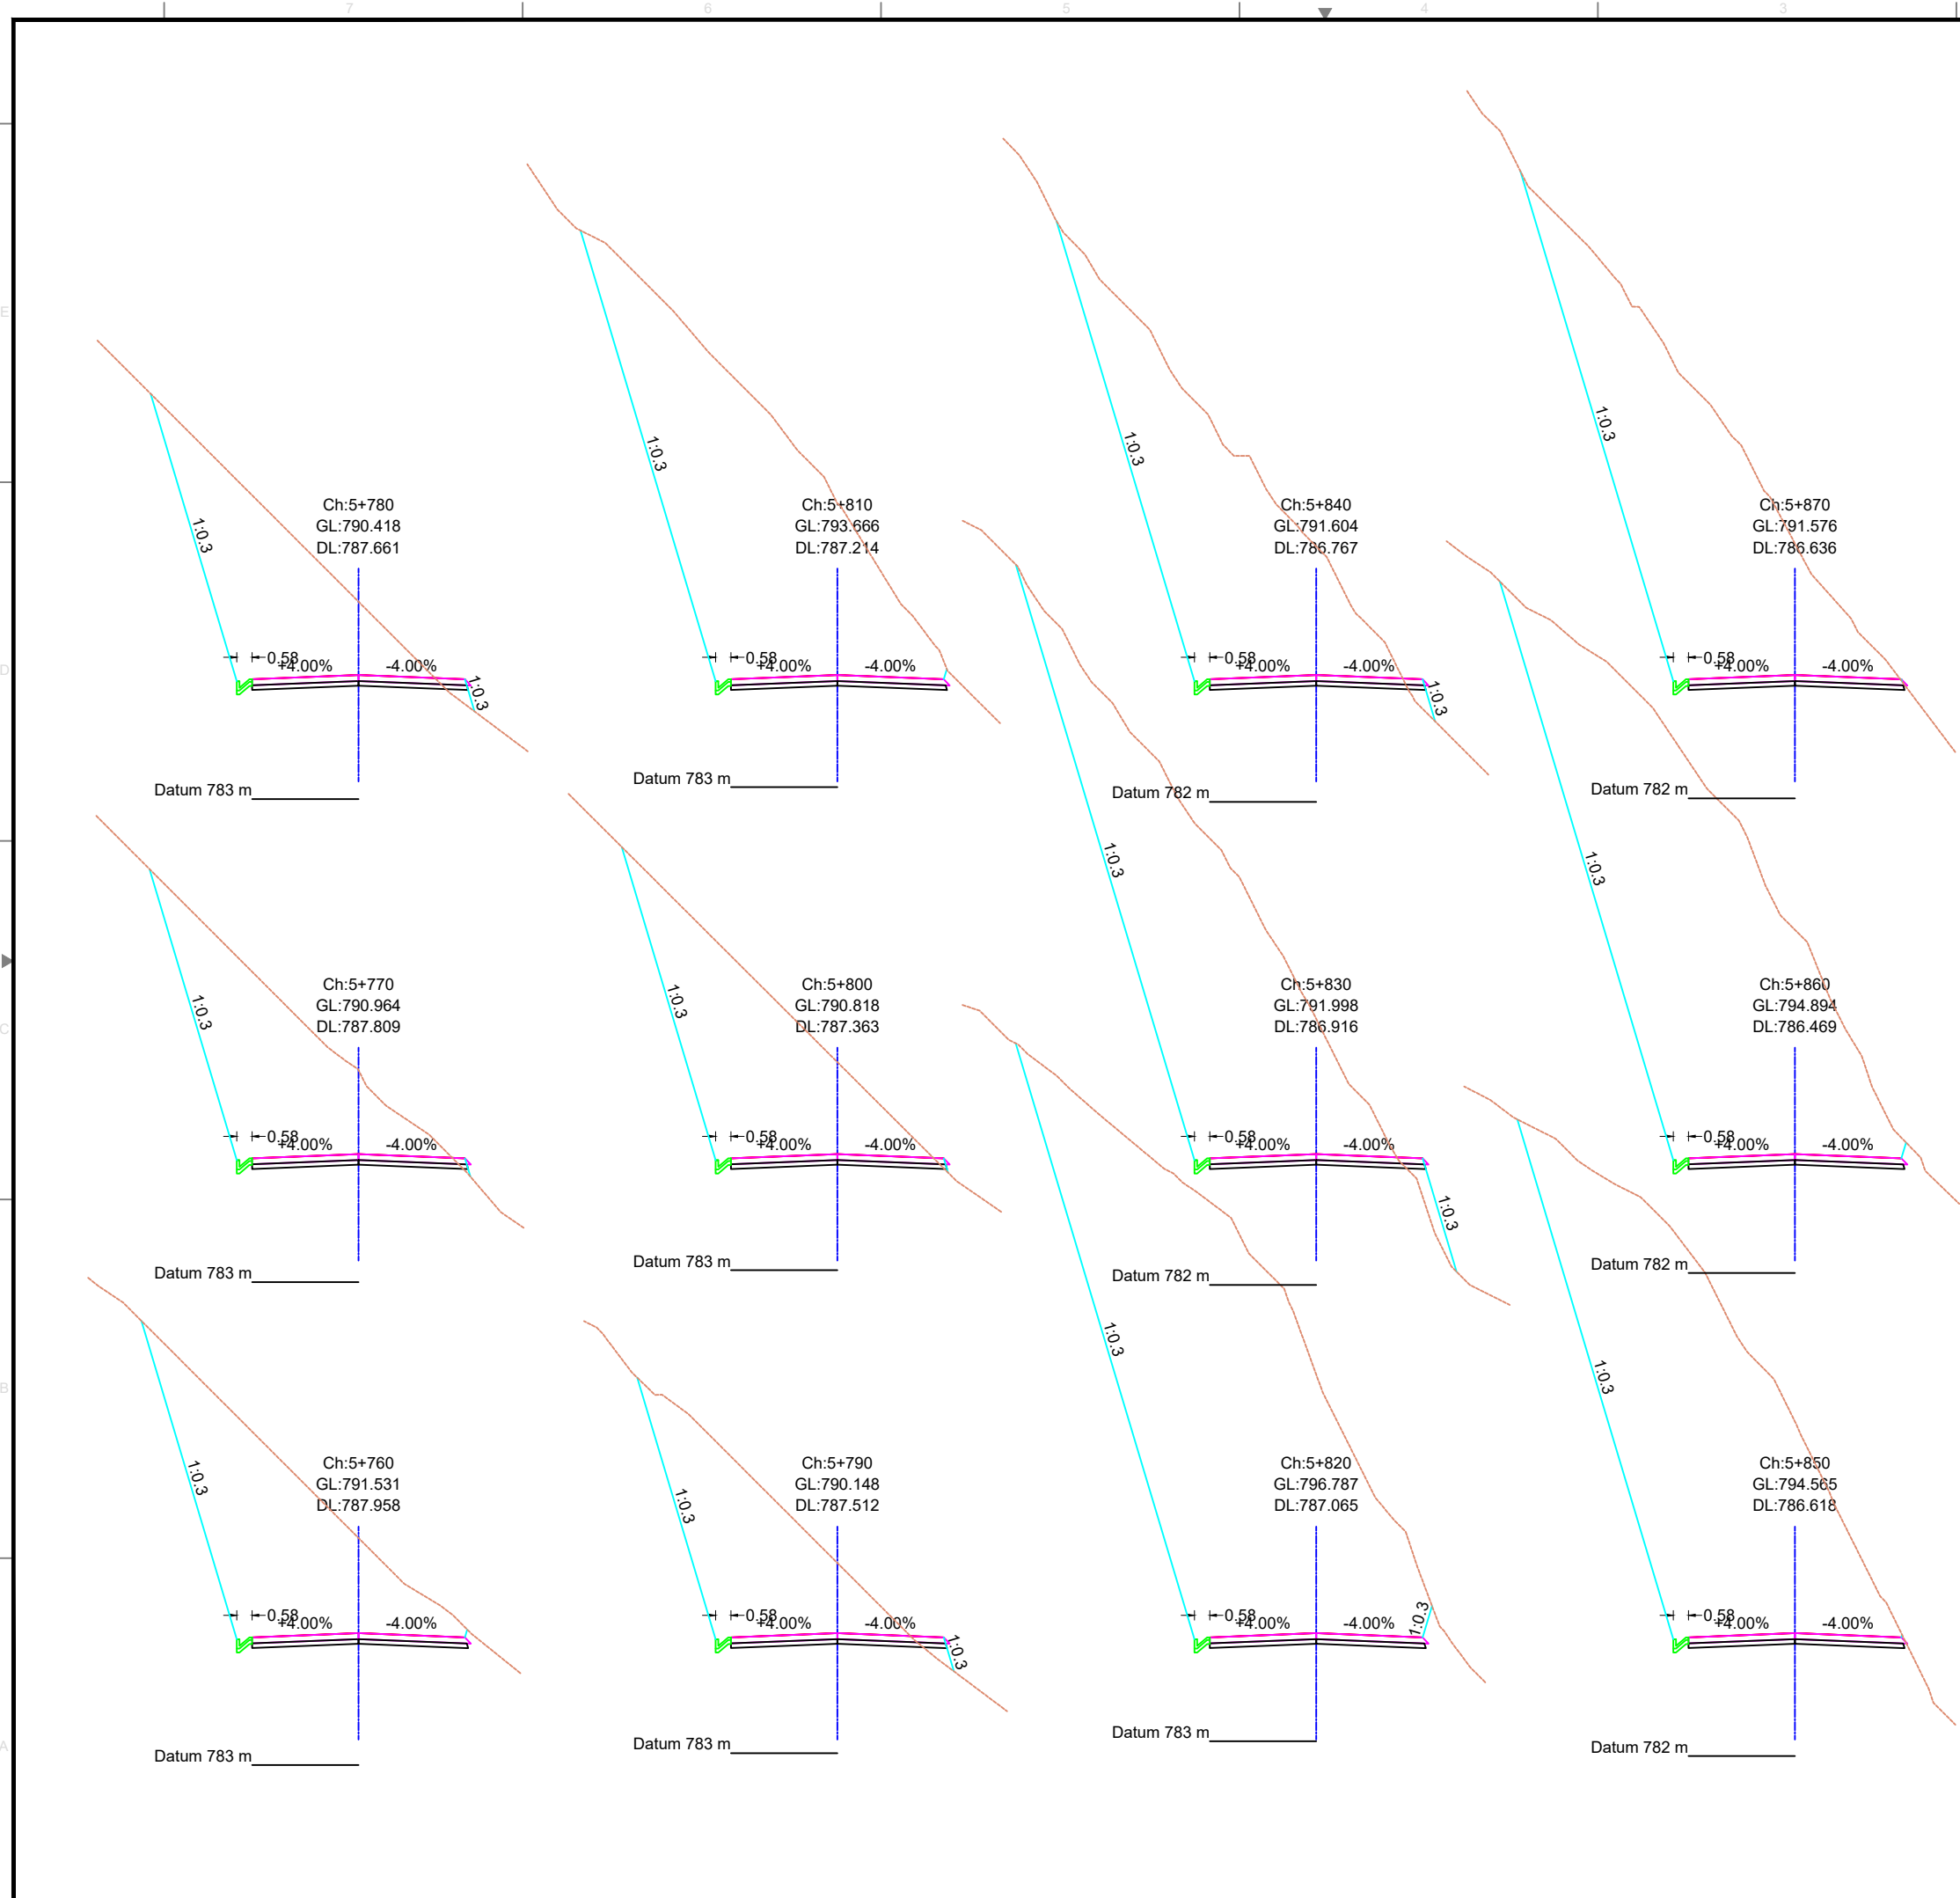 7 6 5 4 3
E
Ch:5+780
GL:790.418
DL:787.661
1:0.3
0.58
+4.00% -4.00%
1:0.3
Datum 783 m
Ch:5+810
GL:793.666
DL:787.214
1:0.3
0.58
+4.00% -4.00%
Datum 783 m
Ch:5+840
GL:791.604
DL:786.767
1:0.3
0.58
+4.00% -4.00%
1:0.3
Datum 782 m
Ch:5+870
GL:791.576
DL:786.636
1:0.3
0.58
+4.00% -4.00%
Datum 782 m
D
Ch:5+770
GL:790.964
DL:787.809
1:0.3
0.58
+4.00% -4.00%
Datum 783 m
Ch:5+800
GL:790.818
DL:787.363
1:0.3
0.58
+4.00% -4.00%
Datum 783 m
Ch:5+830
GL:791.998
DL:786.916
1:0.3
0.58
+4.00% -4.00%
1:0.3
Datum 782 m
Ch:5+860
GL:794.894
DL:786.469
1:0.3
0.58
+4.00% -4.00%
Datum 782 m
C
B
Ch:5+760
GL:791.531
DL:787.958
1:0.3
0.58
+4.00% -4.00%
Datum 783 m
Ch:5+790
GL:790.148
DL:787.512
1:0.3
0.58
+4.00% -4.00%
1:0.3
Datum 783 m
Ch:5+820
GL:796.787
DL:787.065
1:0.3
0.58
+4.00% -4.00%
1:0.3
Datum 783 m
Ch:5+850
GL:794.565
DL:786.618
1:0.3
0.58
+4.00% -4.00%
Datum 782 m
A